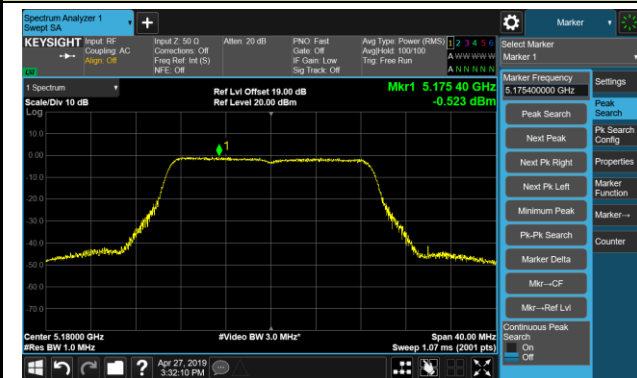 Spectrum Analyzer 1
Swept SA
Marker
KEYSIGHT
Input: RF
Coupling: AC
Align: Off
Input Z: 50 Ω
Corrections: Off
Freq Ref: Int (S)
NFE: Off
Atten: 20 dB
PNO: Fast
Gate: Off
IF Gain: Low
Sig Track: Off
Avg Type: Power (RMS)
Avg|Hold: 100/100
Trig: Free Run
1 2 3 4 5 6
A W W W W W
A N N N N N
Select Marker
Marker 1
1 Spectrum
Scale/Div 10 dB
Log
Ref Lvl Offset 19.00 dB
Ref Level 20.00 dBm
Mkr1 5.175 40 GHz
-0.523 dBm
10.0
0.00
-10.0
-20.0
-30.0
-40.0
-50.0
-60.0
-70.0
1
Center 5.18000 GHz
#Res BW 1.0 MHz
#Video BW 3.0 MHz*
Span 40.00 MHz
Sweep 1.07 ms (2001 pts)
Marker Frequency
5.175400000 GHz
Peak Search
Next Peak
Next Pk Right
Next Pk Left
Minimum Peak
Pk-Pk Search
Marker Delta
Mkr→CF
Mkr→Ref Lvl
Continuous Peak
Search
On
Off
Settings
Peak
Search
Pk Search
Config
Properties
Marker
Function
Marker→
Counter
Apr 27, 2019
3:32:10 PM